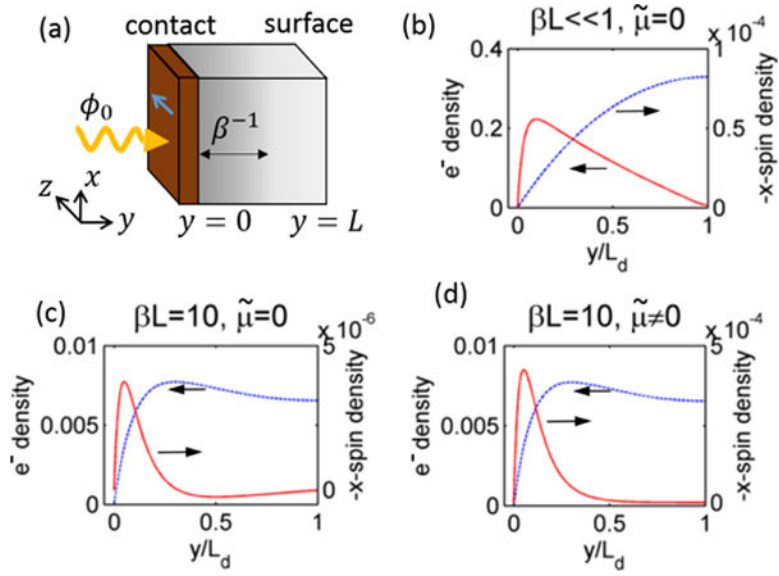 (a)
contact
surface
ϕ₀
β⁻¹
z
x
y
y = 0
y = L
(b)
βL<<1, μ̃=0
x 10⁻⁴
0.4
0.2
0
e⁻ density
1
0.5
0
-x-spin density
0
0.5
1
y/L_d
(c)
βL=10, μ̃=0
x 10⁻⁶
0.01
0.005
0
e⁻ density
5
0
-x-spin density
0
0.5
1
y/L_d
(d)
βL=10, μ̃≠0
x 10⁻⁴
0.01
0.005
0
e⁻ density
5
0
-x-spin density
0
0.5
1
y/L_d